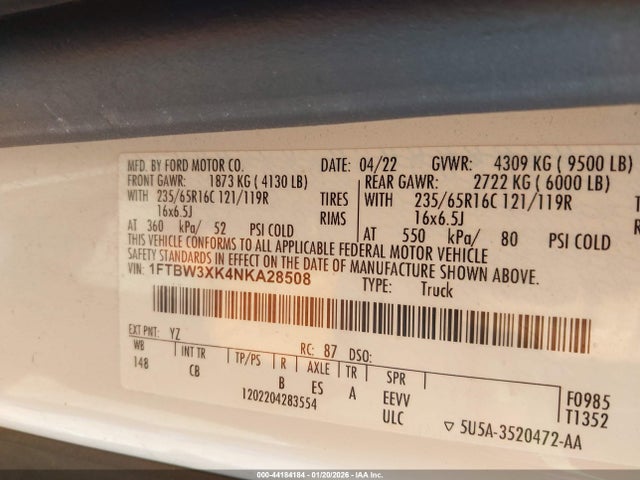 MFD. BY FORD MOTOR CO. DATE: 04/22 GVWR: 4309 KG ( 9500 LB)
FRONT GAWR: 1873 KG ( 4130 LB) REAR GAWR: 2722 KG ( 6000 LB)
WITH 235/65R16C 121/119R TIRES WITH 235/65R16C 121/119R
16x6.5J RIMS 16x6.5J
AT 360 kPa/ 52 PSI COLD AT 550 kPa/ 80 PSI COLD
THIS VEHICLE CONFORMS TO ALL APPLICABLE FEDERAL MOTOR VEHICLE
SAFETY STANDARDS IN EFFECT ON THE DATE OF MANUFACTURE SHOWN ABOVE.
VIN: 1FTBW3XK4NKA28508 TYPE: Truck
EXT PNT: YZ RC: 87 DSO:
WB INT TR TP/PS R AXLE TR SPR
148 CB B ES A EEVV F0985
1202204283554 ULC T1352
▽ 5U5A-3520472-AA
000-44184184 - 01/20/2026 - IAA Inc.